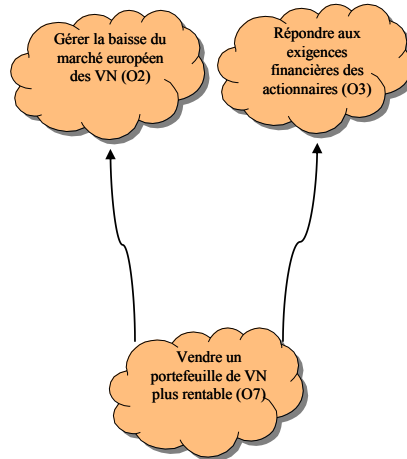 Gérer la baisse du
marché européen
des VN (O2)
Répondre aux
exigences
financières des
actionnaires (O3)
Vendre un
portefeuille de VN
plus rentable (O7)